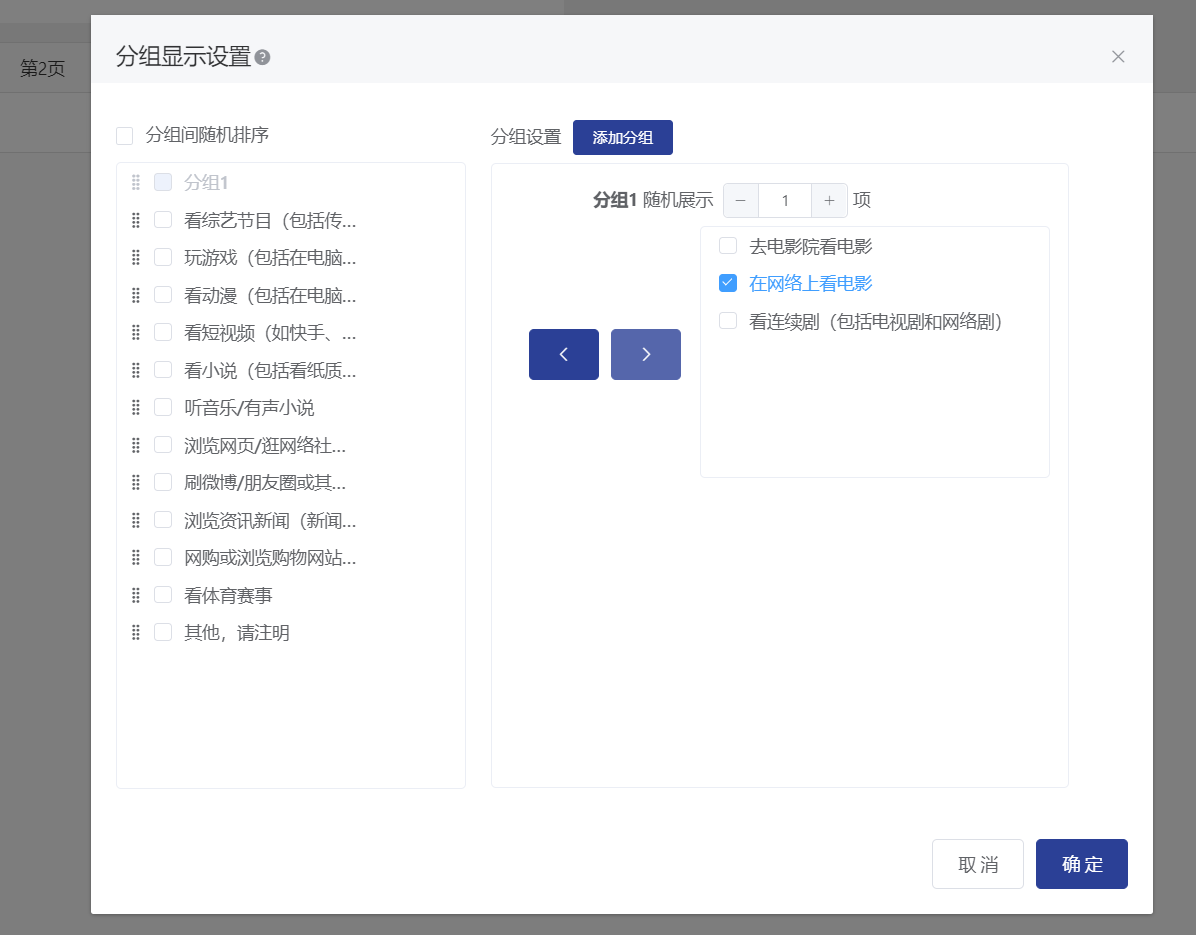 第2页
分组显示设置
分组间随机排序
分组1
看综艺节目（包括传...
玩游戏（包括在电脑...
看动漫（包括在电脑...
看短视频（如快手、...
看小说（包括看纸质...
听音乐/有声小说
浏览网页/逛网络社...
刷微博/朋友圈或其...
浏览资讯新闻（新闻...
网购或浏览购物网站...
看体育赛事
其他，请注明
分组设置 添加分组
分组1 随机展示 − 1 + 项
去电影院看电影
在网络上看电影
看连续剧（包括电视剧和网络剧）
取消 确定